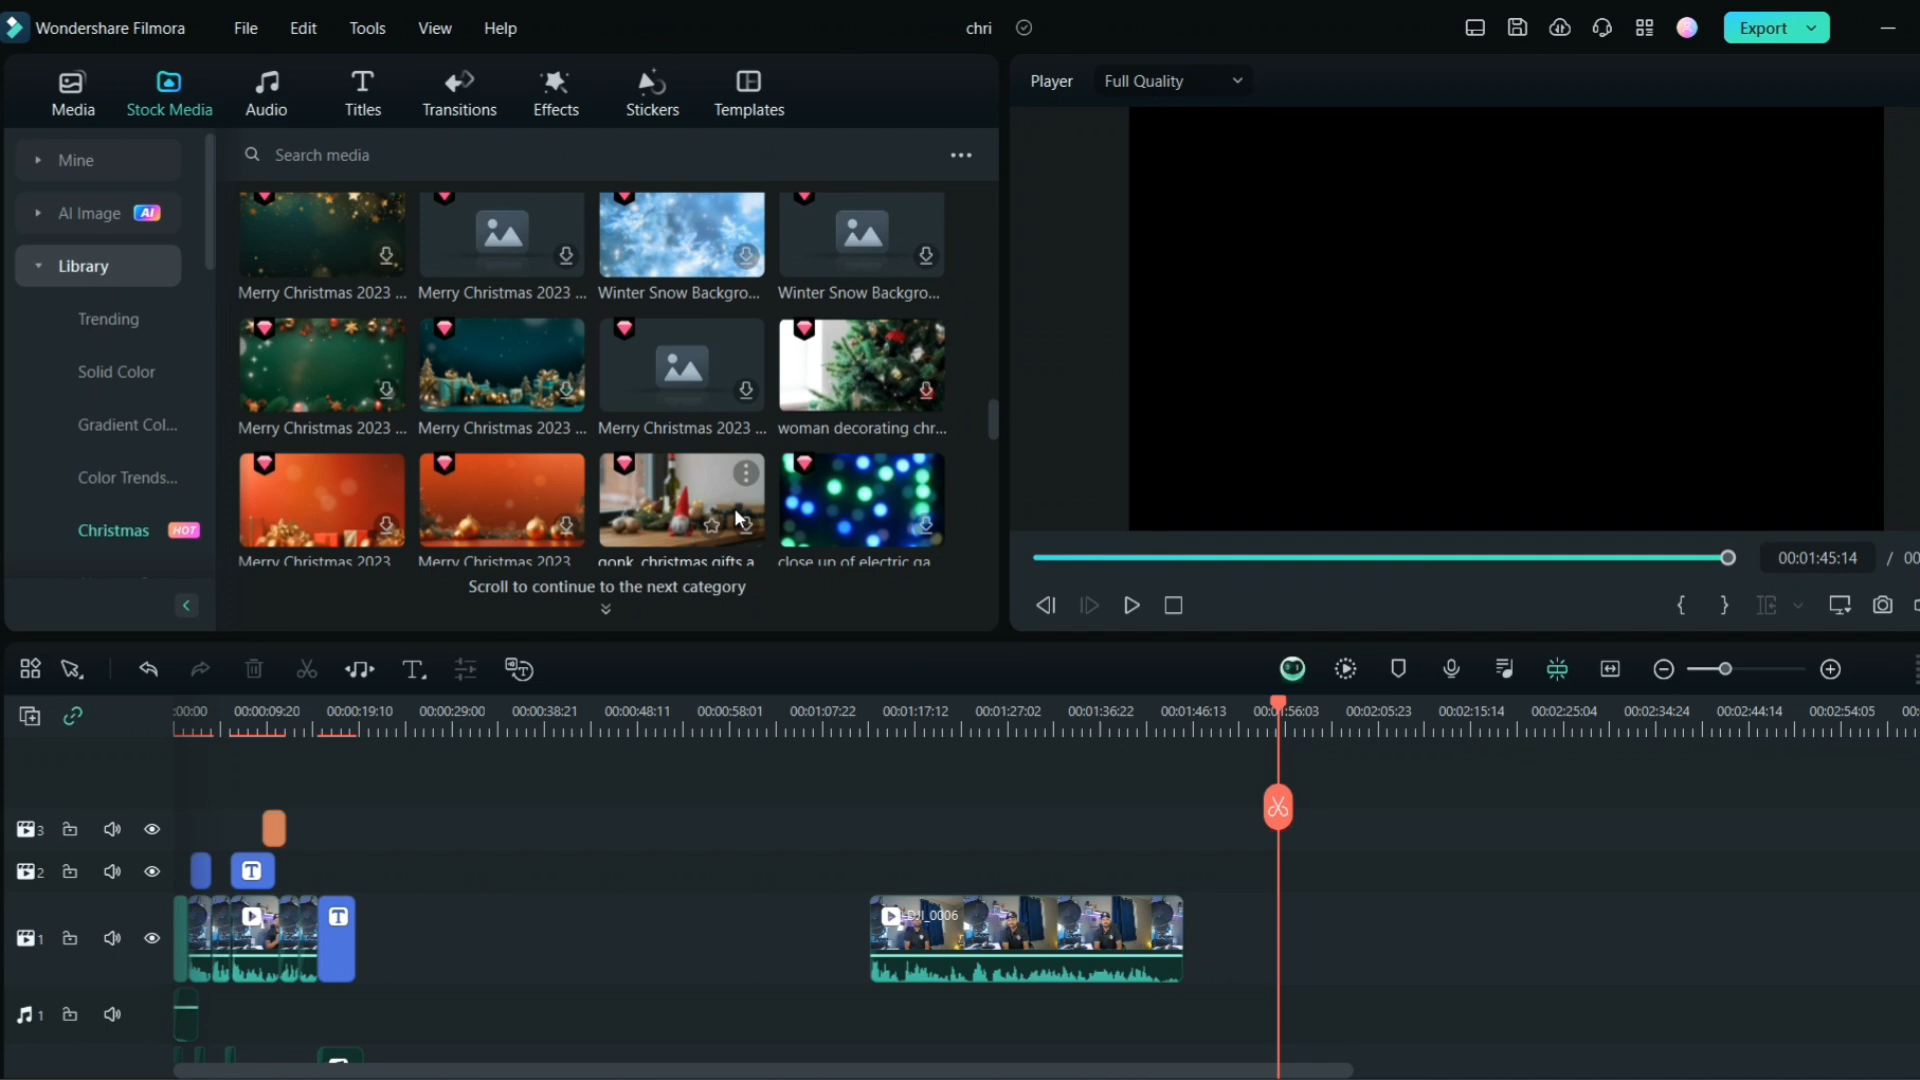 Wondershare Filmora File Edit Tools View Help chri Export
Media Stock Media Audio Titles Transitions Effects Stickers Templates
Player Full Quality
Mine
AI Image AI
Library
Trending
Solid Color
Gradient Col...
Color Trends...
Christmas HOT
Search media
Merry Christmas 2023 ... Merry Christmas 2023 ... Winter Snow Backgro... Winter Snow Backgro...
Merry Christmas 2023 ... Merry Christmas 2023 ... Merry Christmas 2023 ... woman decorating chr...
Merry Christmas 2023 Merry Christmas 2023 gonk, christmas gifts a close up of electric ga
Scroll to continue to the next category
00:01:45:14 / 00
:00:00 00:00:09:20 00:00:19:10 00:00:29:00 00:00:38:21 00:00:48:11 00:00:58:01 00:01:07:22 00:01:17:12 00:01:27:02 00:01:36:22 00:01:46:13 00:01:56:03 00:02:05:23 00:02:15:14 00:02:25:04 00:02:34:24 00:02:44:14 00:02:54:05 00:
3
2 T
1 T DJI_0006
1